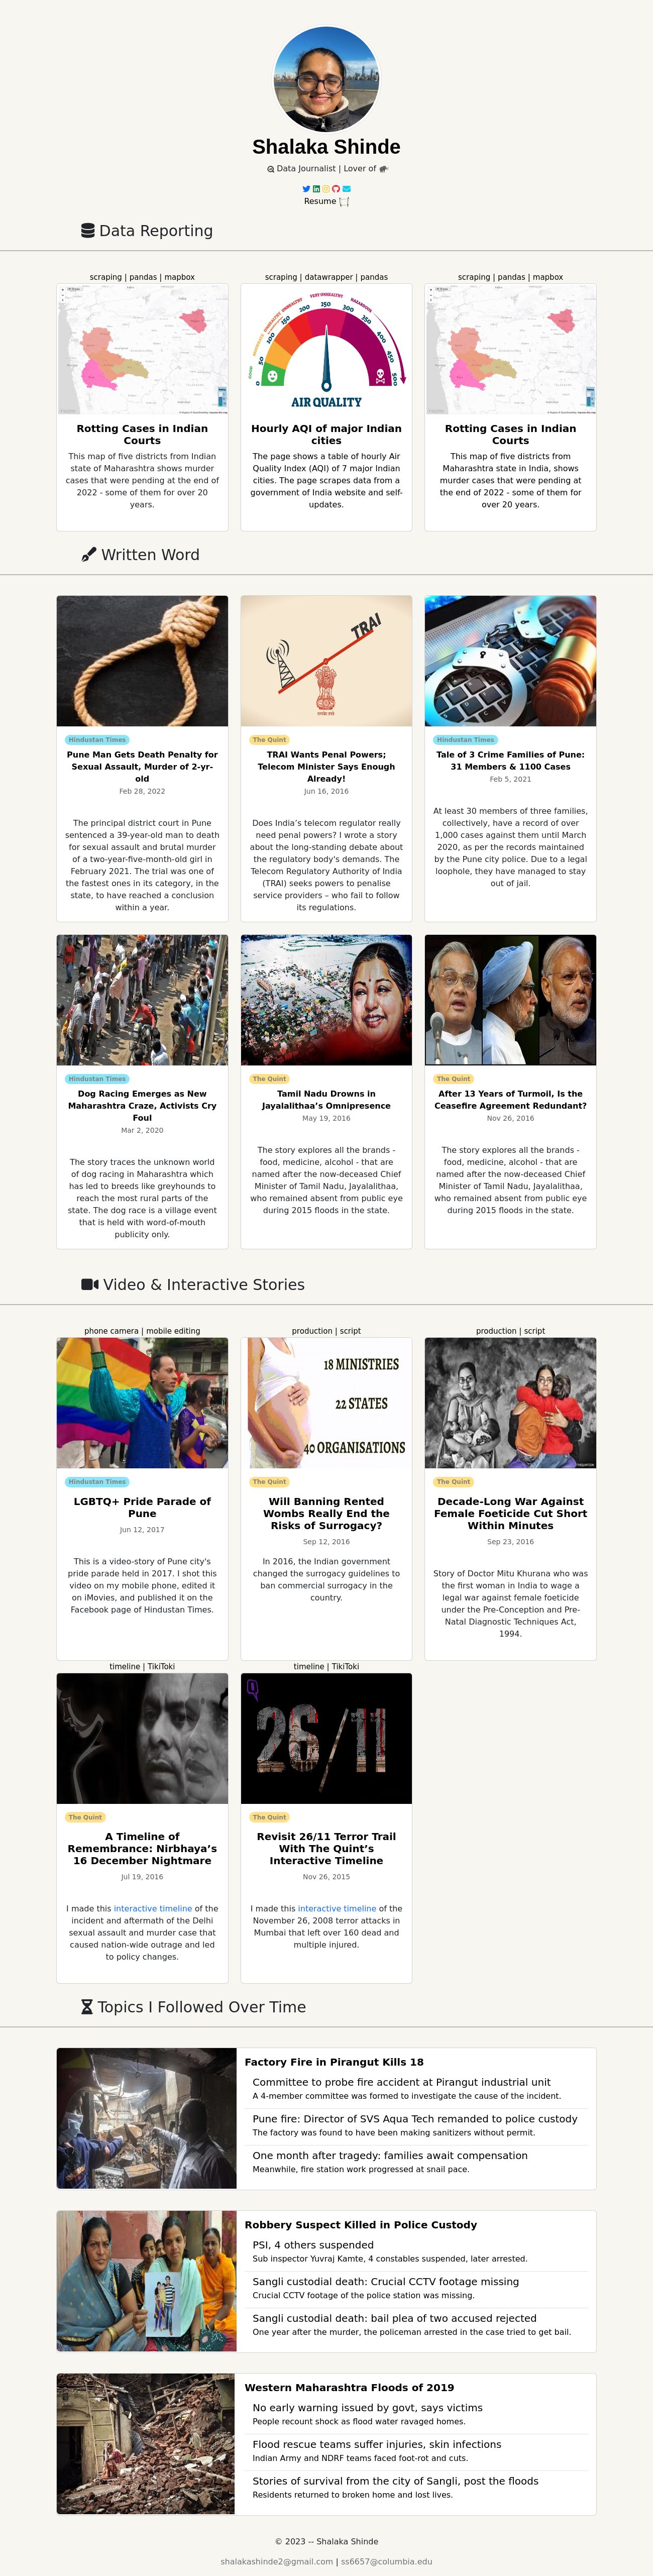 Shalaka Shinde
Data Journalist | Lover of
Resume
Data Reporting
scraping | pandas | mapbox
Rotting Cases in Indian
Courts
This map of five districts from Indian
state of Maharashtra shows murder
cases that were pending at the end of
2022 - some of them for over 20
years.
scraping | datawrapper | pandas
GOOD
MODERATE
UNHEALTHY
UNHEALTHY
VERY UNHEALTHY
HAZARDOUS
0
50
100
150
200
250
300
350
400
450
500
AIR QUALITY
Hourly AQI of major Indian
cities
The page shows a table of hourly Air
Quality Index (AQI) of 7 major Indian
cities. The page scrapes data from a
government of India website and self-
updates.
scraping | pandas | mapbox
Rotting Cases in Indian
Courts
This map of five districts from
Maharashtra state in India, shows
murder cases that were pending at
the end of 2022 - some of them for
over 20 years.
Written Word
Hindustan Times
Pune Man Gets Death Penalty for
Sexual Assault, Murder of 2-yr-
old
Feb 28, 2022
The principal district court in Pune
sentenced a 39-year-old man to death
for sexual assault and brutal murder
of a two-year-five-month-old girl in
February 2021. The trial was one of
the fastest ones in its category, in the
state, to have reached a conclusion
within a year.
TRAI
The Quint
TRAI Wants Penal Powers;
Telecom Minister Says Enough
Already!
Jun 16, 2016
Does India’s telecom regulator really
need penal powers? I wrote a story
about the long-standing debate about
the regulatory body's demands. The
Telecom Regulatory Authority of India
(TRAI) seeks powers to penalise
service providers – who fail to follow
its regulations.
Hindustan Times
Tale of 3 Crime Families of Pune:
31 Members & 1100 Cases
Feb 5, 2021
At least 30 members of three families,
collectively, have a record of over
1,000 cases against them until March
2020, as per the records maintained
by the Pune city police. Due to a legal
loophole, they have managed to stay
out of jail.
Hindustan Times
Dog Racing Emerges as New
Maharashtra Craze, Activists Cry
Foul
Mar 2, 2020
The story traces the unknown world
of dog racing in Maharashtra which
has led to breeds like greyhounds to
reach the most rural parts of the
state. The dog race is a village event
that is held with word-of-mouth
publicity only.
The Quint
Tamil Nadu Drowns in
Jayalalithaa’s Omnipresence
May 19, 2016
The story explores all the brands -
food, medicine, alcohol - that are
named after the now-deceased Chief
Minister of Tamil Nadu, Jayalalithaa,
who remained absent from public eye
during 2015 floods in the state.
The Quint
After 13 Years of Turmoil, Is the
Ceasefire Agreement Redundant?
Nov 26, 2016
The story explores all the brands -
food, medicine, alcohol - that are
named after the now-deceased Chief
Minister of Tamil Nadu, Jayalalithaa,
who remained absent from public eye
during 2015 floods in the state.
Video & Interactive Stories
phone camera | mobile editing
Hindustan Times
LGBTQ+ Pride Parade of
Pune
Jun 12, 2017
This is a video-story of Pune city's
pride parade held in 2017. I shot this
video on my mobile phone, edited it
on iMovies, and published it on the
Facebook page of Hindustan Times.
production | script
18 MINISTRIES
22 STATES
40 ORGANISATIONS
The Quint
Will Banning Rented
Wombs Really End the
Risks of Surrogacy?
Sep 12, 2016
In 2016, the Indian government
changed the surrogacy guidelines to
ban commercial surrogacy in the
country.
production | script
The Quint
Decade-Long War Against
Female Foeticide Cut Short
Within Minutes
Sep 23, 2016
Story of Doctor Mitu Khurana who was
the first woman in India to wage a
legal war against female foeticide
under the Pre-Conception and Pre-
Natal Diagnostic Techniques Act,
1994.
timeline | TikiToki
The Quint
A Timeline of
Remembrance: Nirbhaya’s
16 December Nightmare
Jul 19, 2016
I made this interactive timeline of the
incident and aftermath of the Delhi
sexual assault and murder case that
caused nation-wide outrage and led
to policy changes.
timeline | TikiToki
26/11
The Quint
Revisit 26/11 Terror Trail
With The Quint’s
Interactive Timeline
Nov 26, 2015
I made this interactive timeline of the
November 26, 2008 terror attacks in
Mumbai that left over 160 dead and
multiple injured.
Topics I Followed Over Time
Factory Fire in Pirangut Kills 18
Committee to probe fire accident at Pirangut industrial unit
A 4-member committee was formed to investigate the cause of the incident.
Pune fire: Director of SVS Aqua Tech remanded to police custody
The factory was found to have been making sanitizers without permit.
One month after tragedy: families await compensation
Meanwhile, fire station work progressed at snail pace.
Robbery Suspect Killed in Police Custody
PSI, 4 others suspended
Sub inspector Yuvraj Kamte, 4 constables suspended, later arrested.
Sangli custodial death: Crucial CCTV footage missing
Crucial CCTV footage of the police station was missing.
Sangli custodial death: bail plea of two accused rejected
One year after the murder, the policeman arrested in the case tried to get bail.
Western Maharashtra Floods of 2019
No early warning issued by govt, says victims
People recount shock as flood water ravaged homes.
Flood rescue teams suffer injuries, skin infections
Indian Army and NDRF teams faced foot-rot and cuts.
Stories of survival from the city of Sangli, post the floods
Residents returned to broken home and lost lives.
© 2023 -- Shalaka Shinde
shalakashinde2@gmail.com | ss6657@columbia.edu